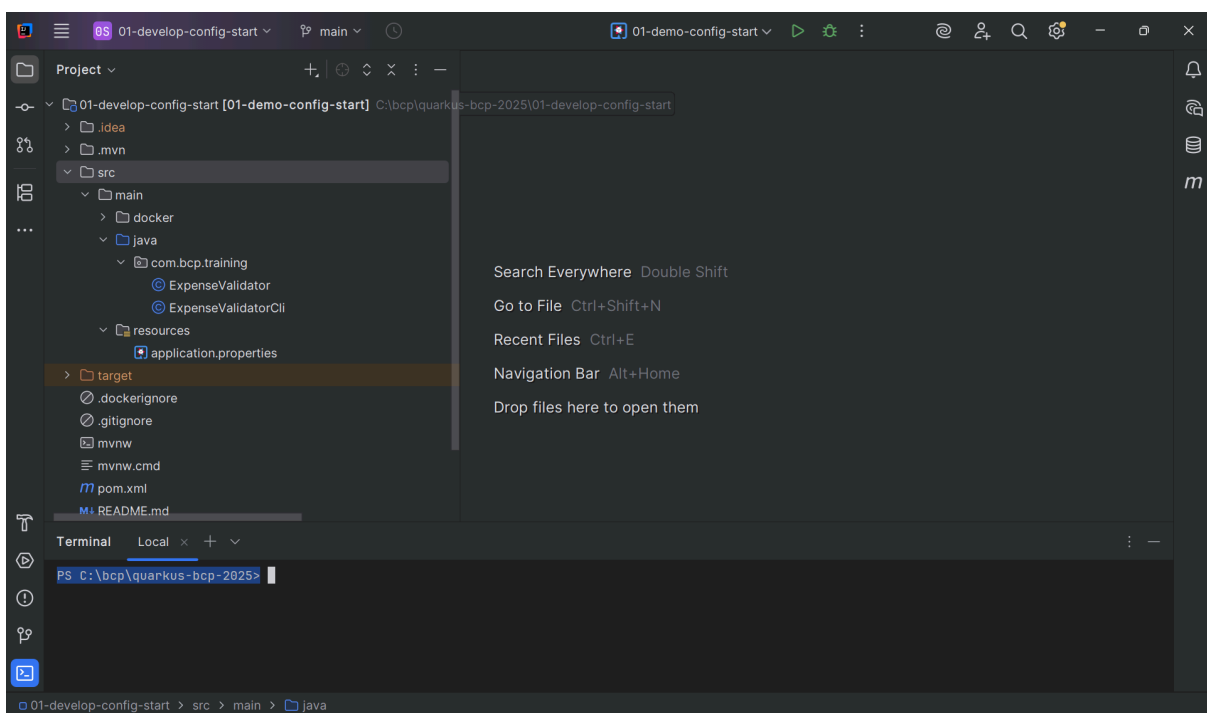 0S 01-develop-config-start main 01-demo-config-start
Project
01-develop-config-start [01-demo-config-start] C:\bcp\quarkus-bcp-2025\01-develop-config-start
.idea
.mvn
src
main
docker
java
com.bcp.training
ExpenseValidator
ExpenseValidatorCli
resources
application.properties
target
.dockerignore
.gitignore
mvnw
mvnw.cmd
m pom.xml
M↓ README.md
Search Everywhere Double Shift
Go to File Ctrl+Shift+N
Recent Files Ctrl+E
Navigation Bar Alt+Home
Drop files here to open them
m
Terminal Local
PS C:\bcp\quarkus-bcp-2025>
01-develop-config-start > src > main > java